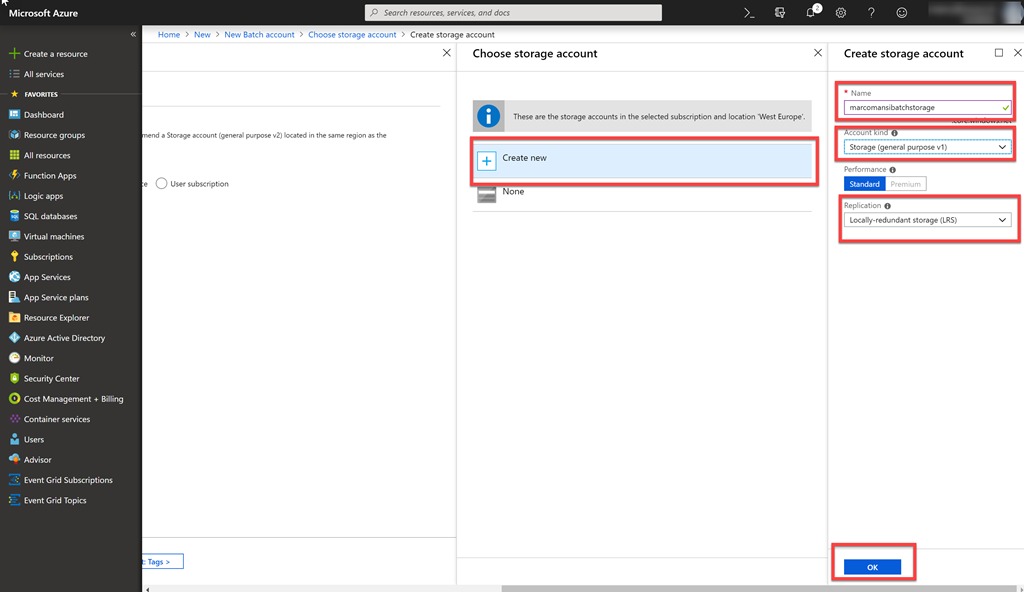 Microsoft Azure
Search resources, services, and docs
2
Home > New > New Batch account > Choose storage account > Create storage account
Create a resource
All services
FAVORITES
Dashboard
Resource groups
All resources
Function Apps
Logic apps
SQL databases
Virtual machines
Subscriptions
App Services
App Service plans
Resource Explorer
Azure Active Directory
Monitor
Security Center
Cost Management + Billing
Container services
Users
Advisor
Event Grid Subscriptions
Event Grid Topics
mend a Storage account (general purpose v2) located in the same region as the
ce
User subscription
t: Tags >
Choose storage account
These are the storage accounts in the selected subscription and location 'West Europe'.
Create new
None
Create storage account
* Name
marcomansibatchstorage
.core.windows.net
Account kind
Storage (general purpose v1)
Performance
Standard Premium
Replication
Locally-redundant storage (LRS)
OK